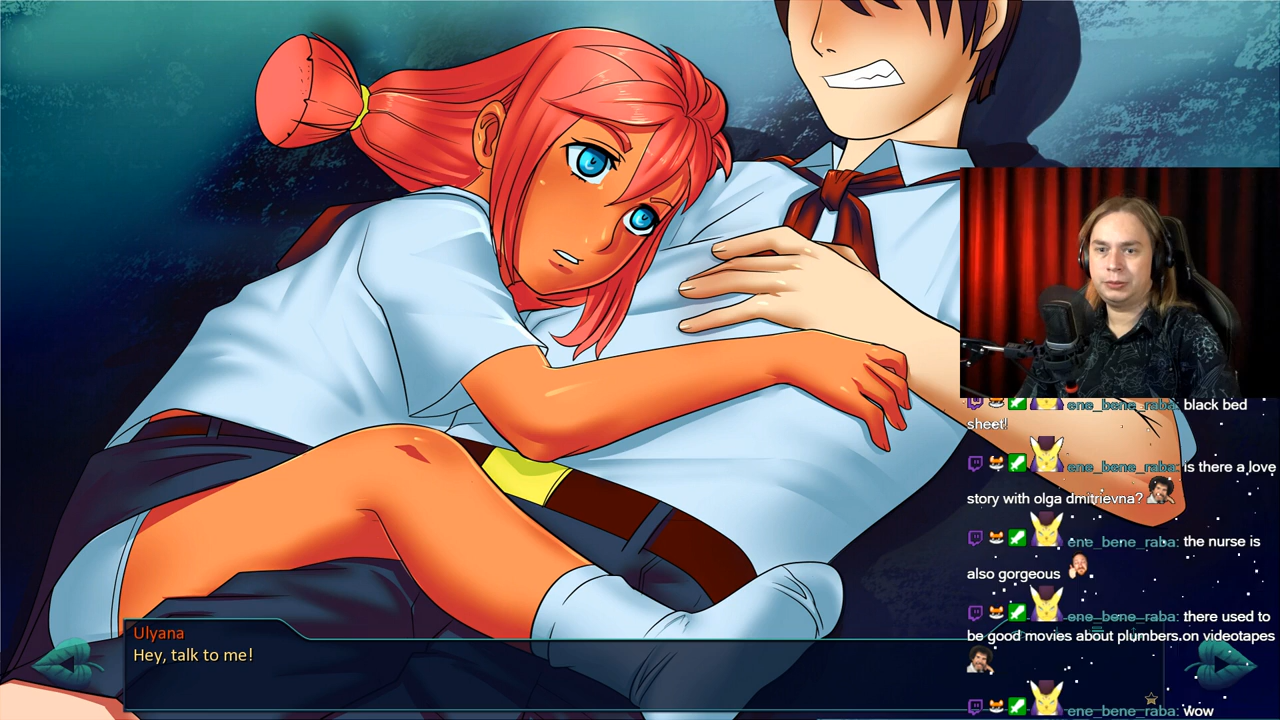 Ulyana
Hey, talk to me!
ene_bene_raba: black bed
sheet!
ene_bene_raba: is there a love
story with olga dmitrievna?
ene_bene_raba: the nurse is
also gorgeous
ene_bene_raba: there used to
be good movies about plumbers on videotapes
ene_bene_raba: wow